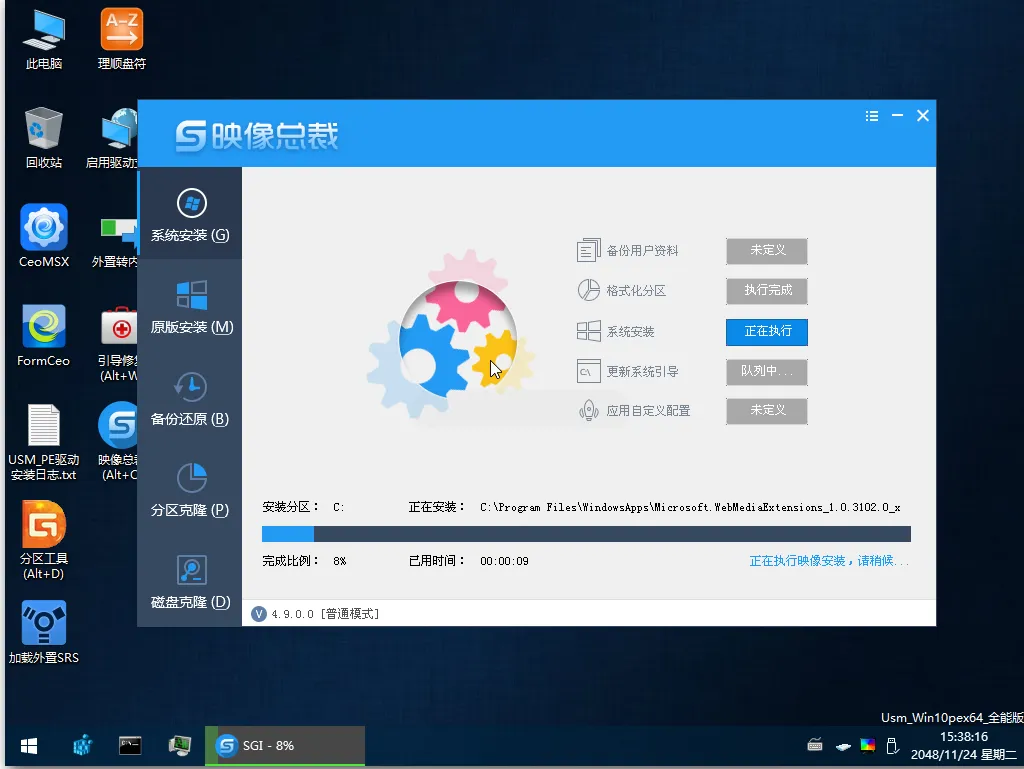 此电脑
A-Z
理顺盘符
回收站
启用驱动
CeoMSX
外置转内
FormCeo
引导修
(Alt+W
USM_PE驱动
安装日志.txt
映像总
(Alt+C
分区工具
(Alt+D)
加载外置SRS
映像总裁
系统安装 (G)
原版安装 (M)
备份还原 (B)
分区克隆 (P)
磁盘克隆 (D)
备份用户资料
未定义
格式化分区
执行完成
系统安装
正在执行
C:\
更新系统引导
队列中...
应用自定义配置
未定义
安装分区： C:
正在安装： C:\Program Files\WindowsApps\Microsoft.WebMediaExtensions_1.0.3102.0_x
完成比例： 8%
已用时间： 00:00:09
正在执行映像安装，请稍候...
V 4.9.0.0 [普通模式]
Usm_Win10pex64_全能版
SGI - 8%
15:38:16
2048/11/24 星期二